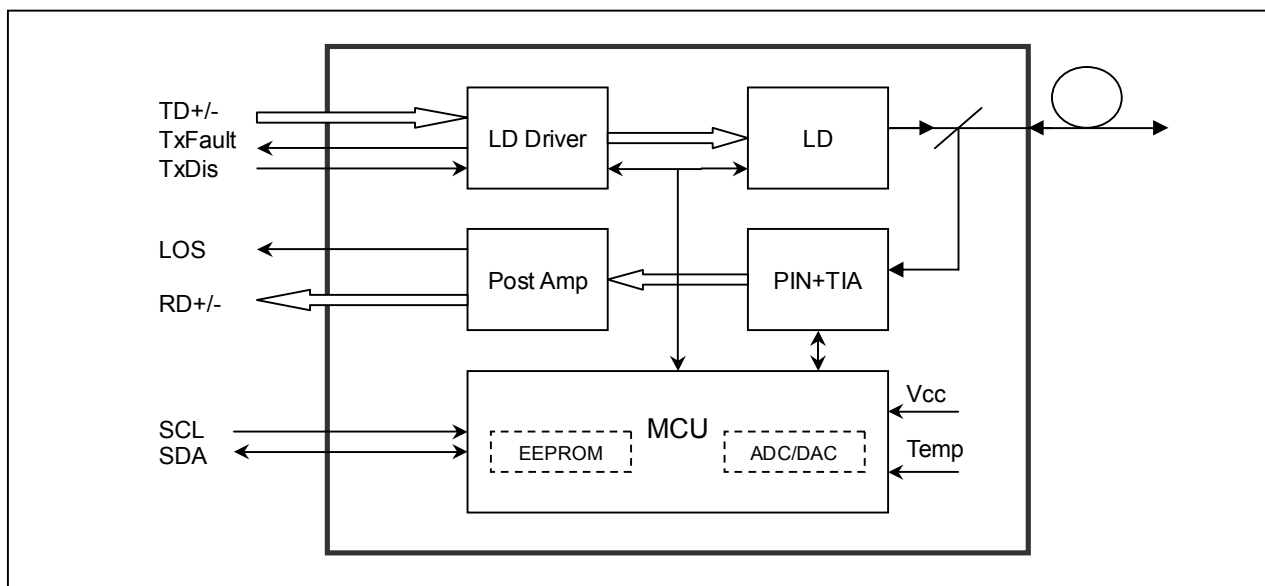 TD+/-
TxFault
TxDis
LD Driver
LD
LOS
RD+/-
Post Amp
PIN+TIA
SCL
SDA
MCU
EEPROM
ADC/DAC
Vcc
Temp